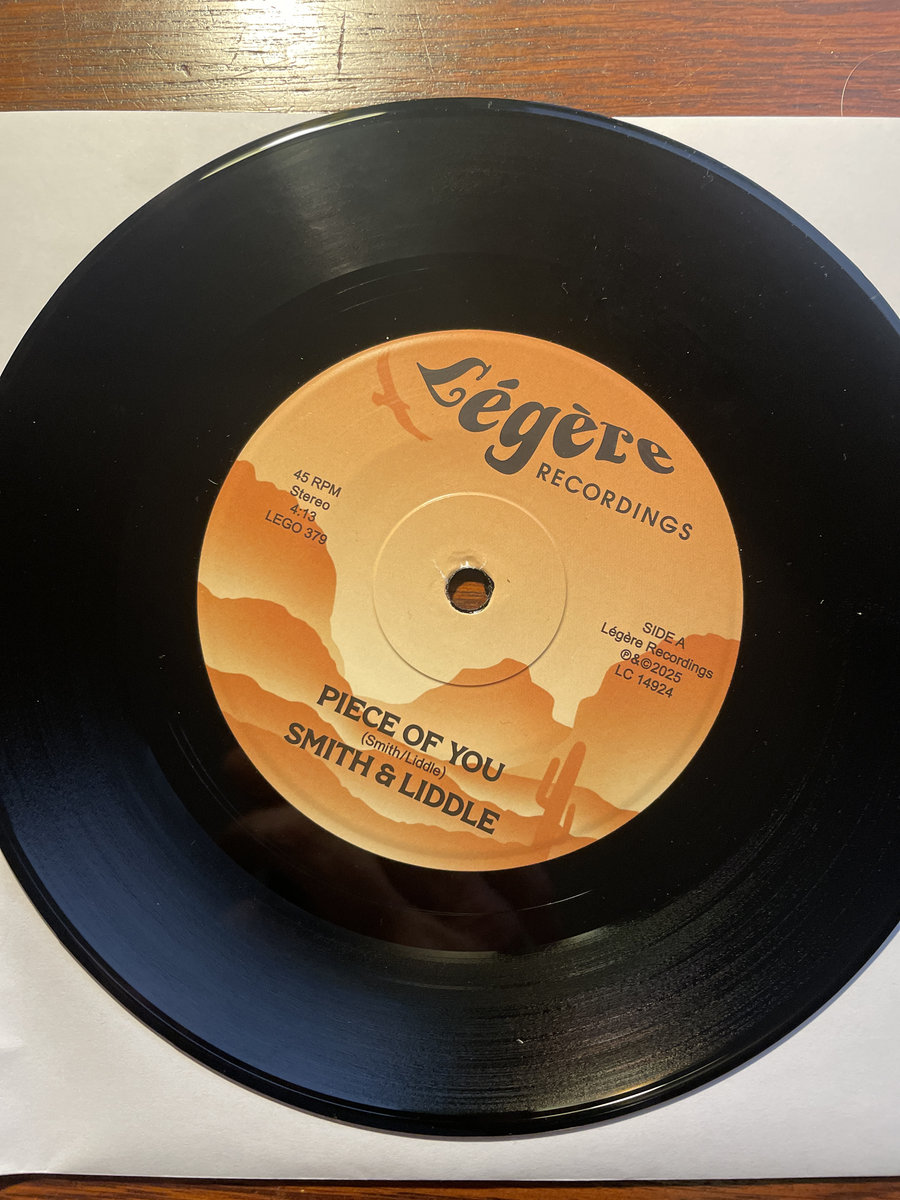 Légère
RECORDINGS
45 RPM
Stereo
4:13
LEGO 379
SIDE A
Légère Recordings
℗&©2025
LC 14924
PIECE OF YOU
(Smith/Liddle)
SMITH & LIDDLE